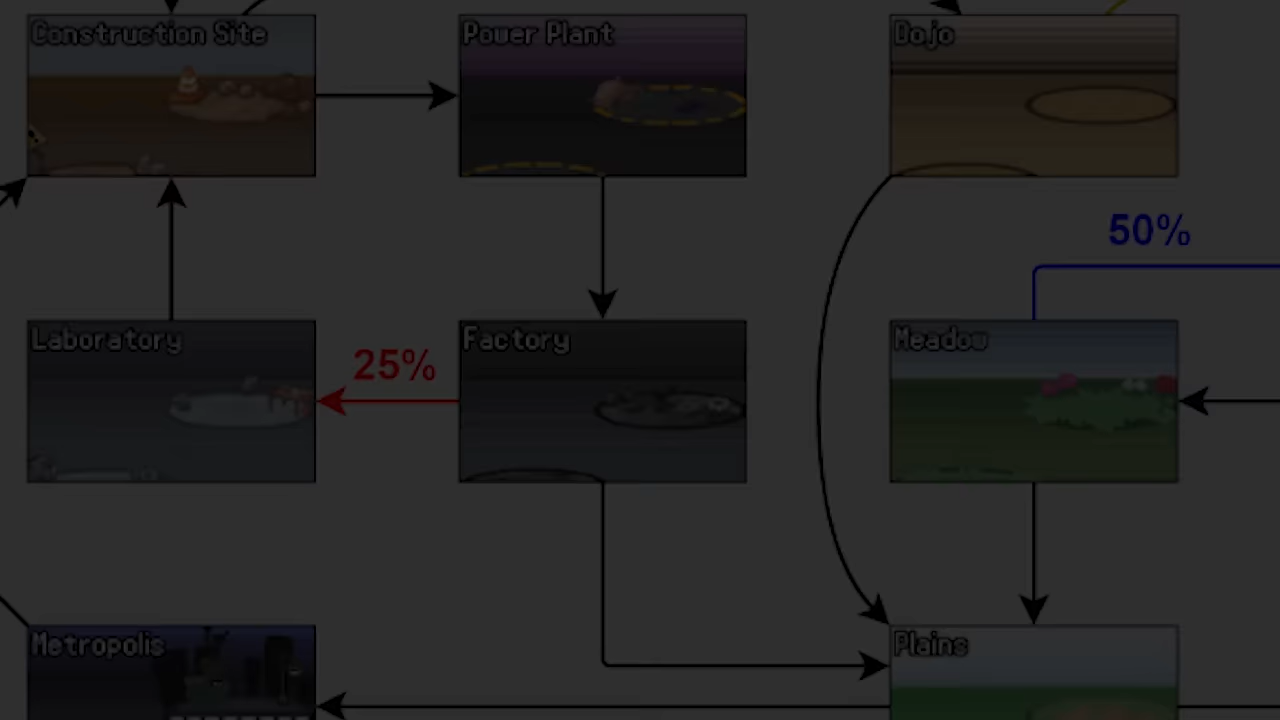 Construction Site
Power Plant
Dojo
50%
Laboratory
25%
Factory
Meadow
Metropolis
Plains